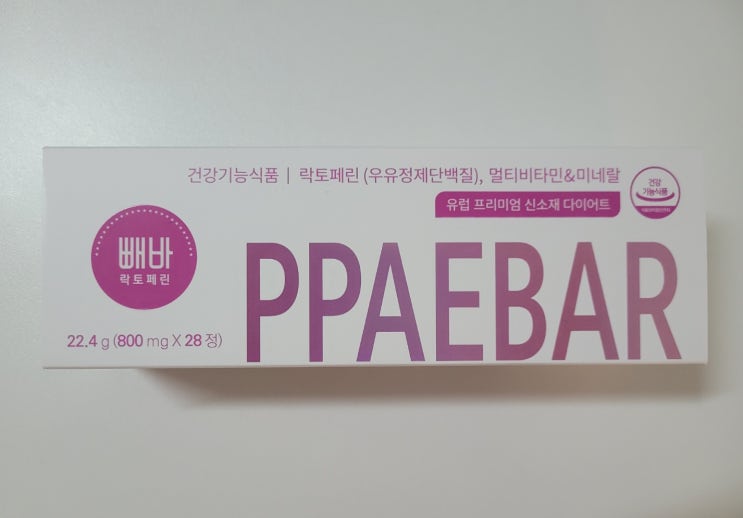 건강기능식품 | 락토페린 (우유정제단백질), 멀티비타민&미네랄
건강
기능식품
유럽 프리미엄 신소재 다이어트
빼바
락토페린
PPAEBAR
22.4 g (800 mg X 28 정)